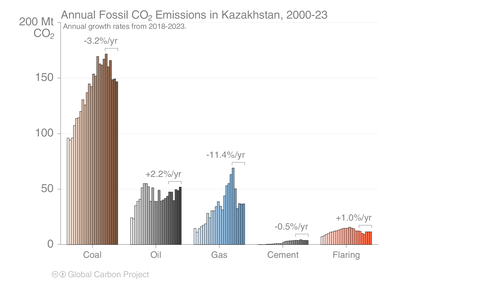 Annual Fossil CO₂ Emissions in Kazakhstan, 2000-23
Annual growth rates from 2018-2023.
200 Mt
CO₂
150
100
50
0
-3.2%/yr
+2.2%/yr
-11.4%/yr
-0.5%/yr
+1.0%/yr
Coal
Oil
Gas
Cement
Flaring
Global Carbon Project